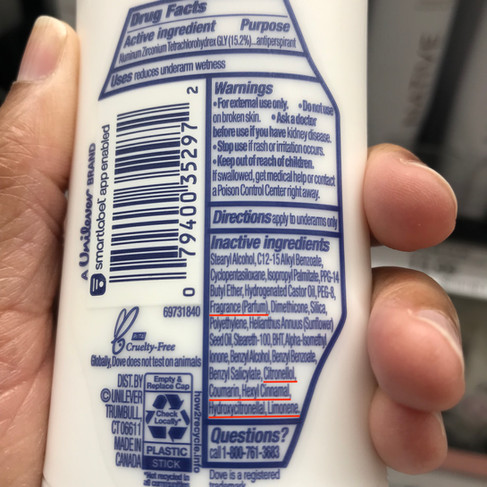 Drug Facts
Active ingredient Purpose
Aluminum Zirconium Tetrachlorohydrex GLY (15.2%)...antiperspirant
Uses reduces underarm wetness
Warnings
• For external use only. • Do not use
on broken skin. • Ask a doctor
before use if you have kidney disease.
• Stop use if rash or irritation occurs.
• Keep out of reach of children.
If swallowed, get medical help or contact
a Poison Control Center right away.
Directions apply to underarms only
Inactive ingredients
Stearyl Alcohol, C12-15 Alkyl Benzoate,
Cyclopentasiloxane, Isopropyl Palmitate, PPG-14
Butyl Ether, Hydrogenated Castor Oil, PEG-8,
Fragrance (Parfum), Dimethicone, Silica,
Polyethylene, Helianthus Annuus (Sunflower)
Seed Oil, Steareth-100, BHT, Alpha-Isomethyl
Ionone, Benzyl Alcohol, Benzyl Benzoate,
Benzyl Salicylate, Citronellol,
Coumarin, Hexyl Cinnamal,
Hydroxycitronellal, Limonene.
Questions?
call 1-800-761-3683
Dove is a registered
trademark
A Unilever BRAND
smartlabel app enabled
0 79400 35297 2
69731840
Cruelty-Free
Globally, Dove does not test on animals
DIST. BY
© UNILEVER
TRUMBULL,
CT 06611
MADE IN
CANADA
Empty &
Replace Cap
Check
Locally*
PLASTIC
STICK
*Not recycled in
all communities
how2recycle.info